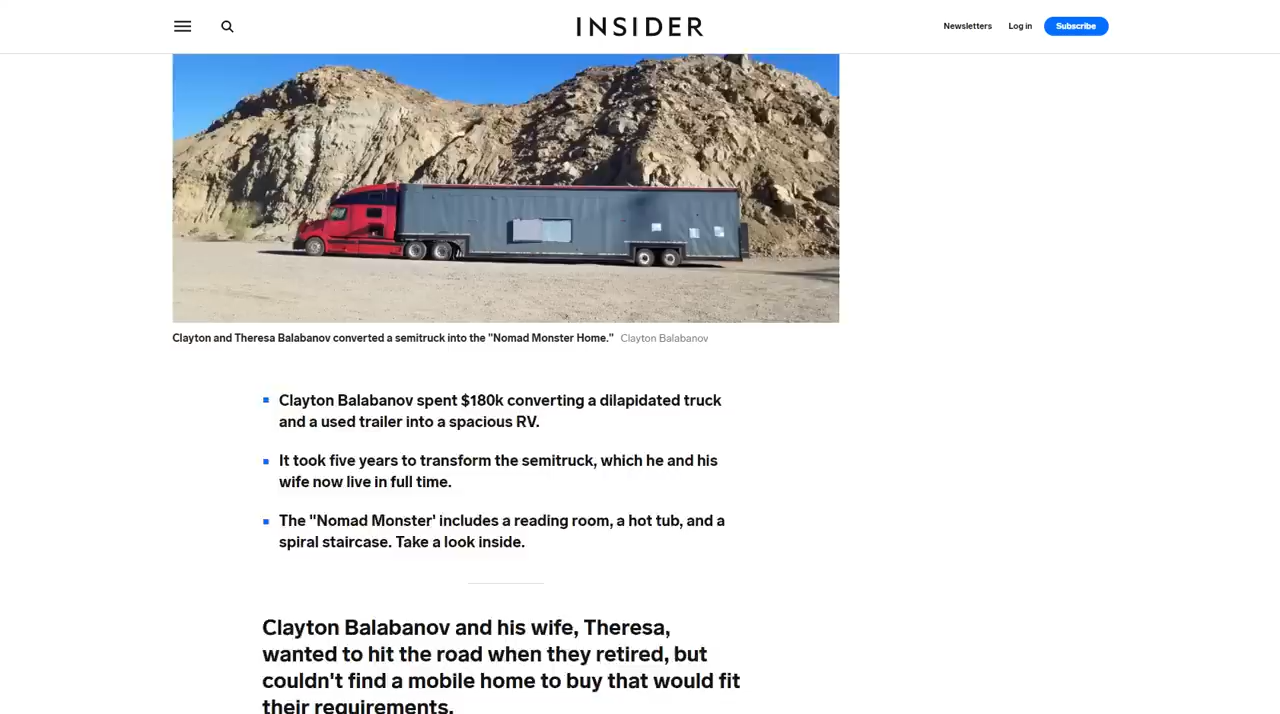 INSIDER
Newsletters
Log in
Subscribe
Clayton and Theresa Balabanov converted a semitruck into the "Nomad Monster Home." Clayton Balabanov
Clayton Balabanov spent $180k converting a dilapidated truck
and a used trailer into a spacious RV.
It took five years to transform the semitruck, which he and his
wife now live in full time.
The "Nomad Monster' includes a reading room, a hot tub, and a
spiral staircase. Take a look inside.
Clayton Balabanov and his wife, Theresa,
wanted to hit the road when they retired, but
couldn't find a mobile home to buy that would fit
their requirements.